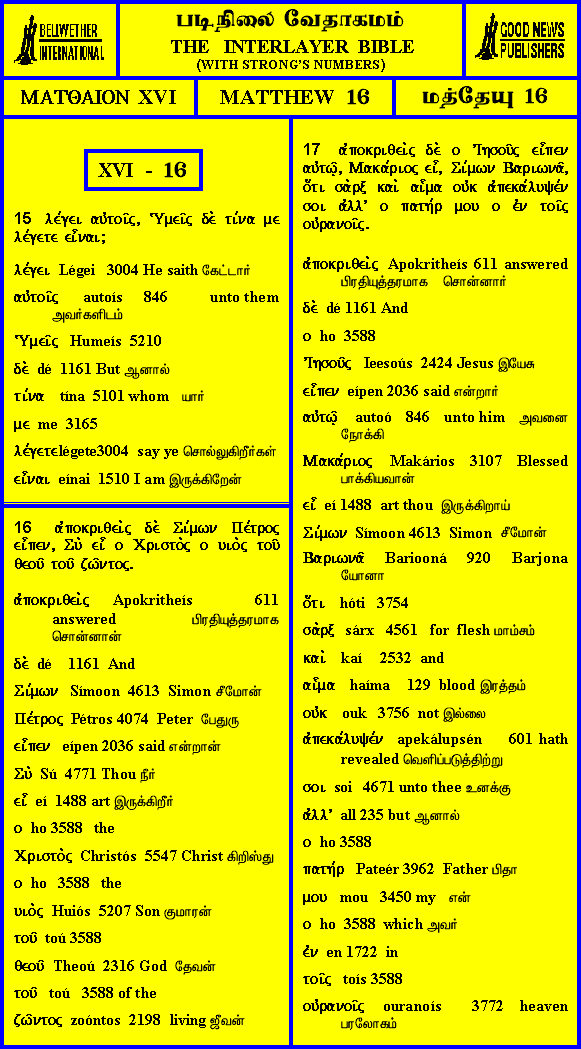 BELLWETHER
INTERNATIONAL
படிநிலை வேதாகமம்
THE INTERLAYER BIBLE
(WITH STRONG'S NUMBERS)
GOOD NEWS
PUBLISHERS
ΜΑΤΘΑΙΟΝ XVI
MATTHEW 16
மத்தேயு 16
XVI - 16
15 λέγει αὐτοῖς, Ὑμεῖς δὲ τίνα με
λέγετε εἶναι;
λέγει Légei 3004 He saith கேட்டார்
αὐτοῖς autoís 846 unto them
அவர்களிடம்
Ὑμεῖς Humeís 5210
δὲ dé 1161 But ஆனால்
τίνα tína 5101 whom யார்
με me 3165
λέγετεlégete3004 say ye சொல்லுகிறீர்கள்
εἶναι eínai 1510 I am இருக்கிறேன்
16 ἀποκριθεὶς δὲ Σίμων Πέτρος
εἶπεν, Σὺ εἶ ο Χριστὸς ο υιὸς τοῦ
θεοῦ τοῦ ζῶντος.
ἀποκριθεὶς Apokritheís 611
answered பிரதியுத்தரமாக
சொன்னான்
δὲ dé 1161 And
Σίμων Símoon 4613 Simon சீமோன்
Πέτρος Pétros 4074 Peter பேதுரு
εἶπεν eípen 2036 said என்றான்
Σὺ Sú 4771 Thou நீர்
εἶ eí 1488 art இருக்கிறீர்
ο ho 3588 the
Χριστὸς Christós 5547 Christ கிறிஸ்து
ο ho 3588 the
υιὸς Huiós 5207 Son குமாரன்
τοῦ toú 3588
θεοῦ Theoú 2316 God தேவன்
τοῦ toú 3588 of the
ζῶντος zoóntos 2198 living ஜீவன்
17 ἀποκριθεὶς δὲ ο Ἰησοῦς εἶπεν
αὐτῷ, Μακάριος εἶ, Σίμων Βαριωνᾶ,
ὅτι σὰρξ καὶ αἷμα οὐκ ἀπεκάλυψέν
σοι ἀλλ' ο πατήρ μου ο ἐν τοῖς
οὐρανοῖς.
ἀποκριθεὶς Apokritheís 611 answered
பிரதியுத்தரமாக சொன்னார்
δὲ dé 1161 And
ο ho 3588
Ἰησοῦς Ieesoús 2424 Jesus இயேசு
εἶπεν eípen 2036 said என்றார்
αὐτῷ autoó 846 unto him அவனை
நோக்கி
Μακάριος Makários 3107 Blessed
பாக்கியவான்
εἶ eí 1488 art thou இருக்கிறாய்
Σίμων Símoon 4613 Simon சீமோன்
Βαριωνᾶ Barioοná 920 Barjona
யோனா
ὅτι hóti 3754
σὰρξ sárx 4561 for flesh மாம்சம்
καὶ kaí 2532 and
αἷμα haíma 129 blood இரத்தம்
οὐκ ouk 3756 not இல்லை
ἀπεκάλυψέν apekálupsén 601 hath
revealed வெளிப்படுத்திற்று
σοι soi 4671 unto thee உனக்கு
ἀλλ' all 235 but ஆனால்
ο ho 3588
πατήρ Pateér 3962 Father பிதா
μου mou 3450 my என்
ο ho 3588 which அவர்
ἐν en 1722 in
τοῖς toís 3588
οὐρανοῖς ouranoís 3772 heaven
பரலோகம்